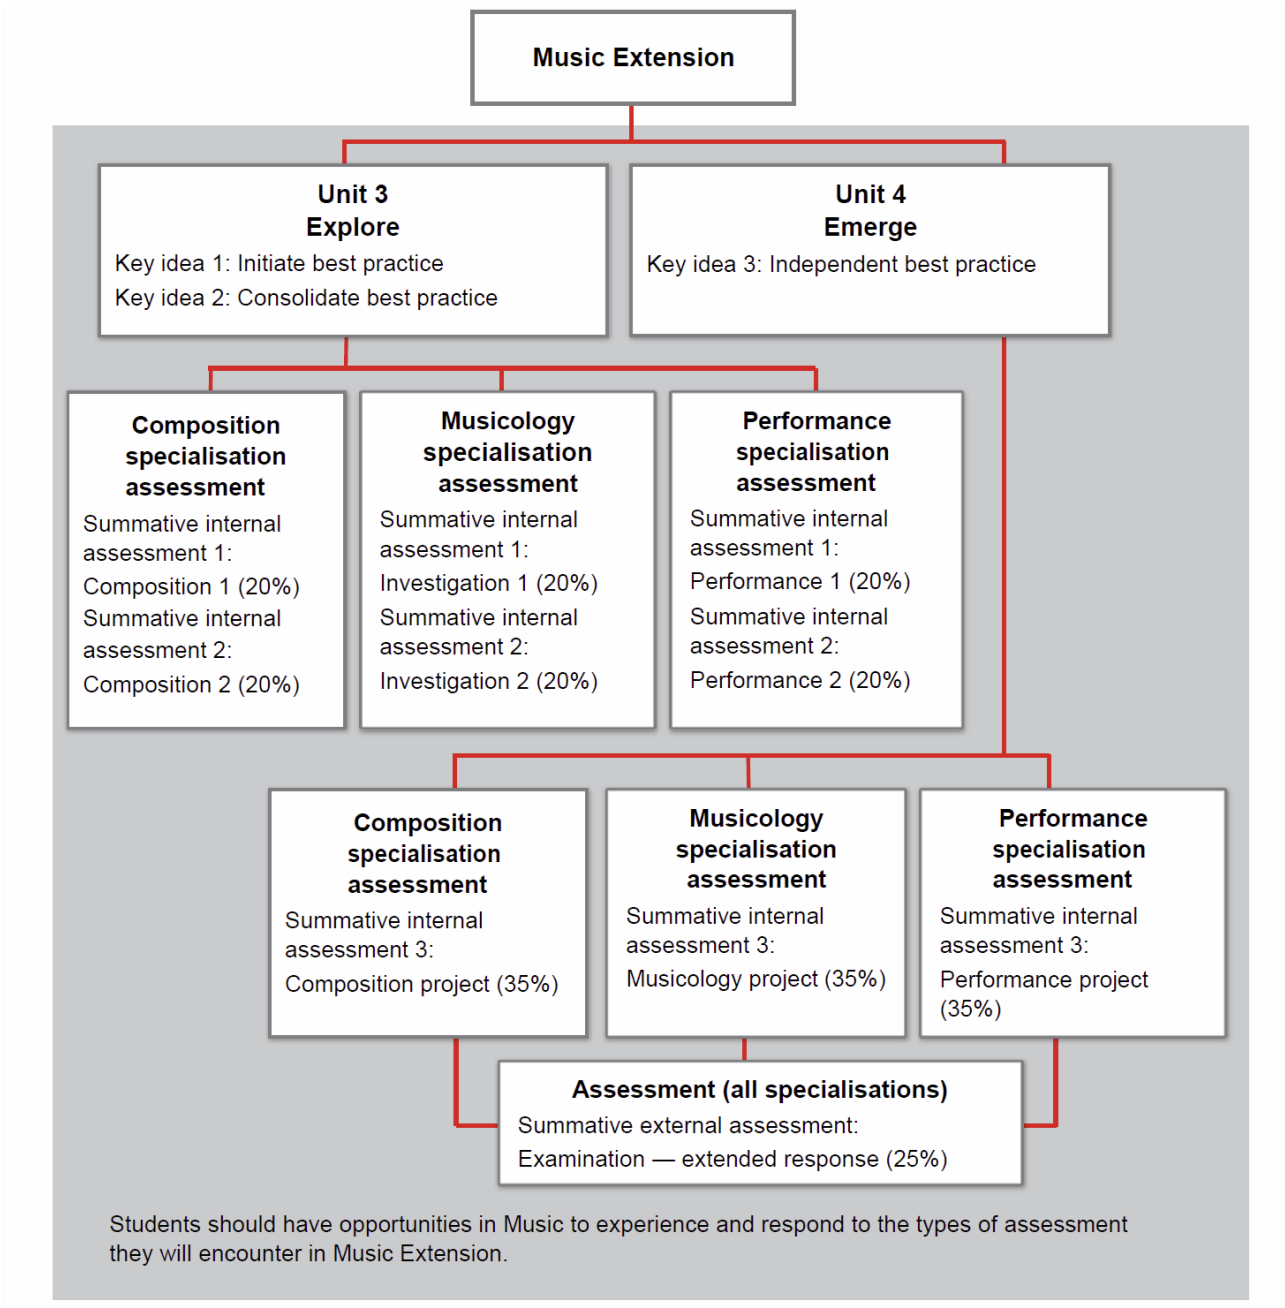 Music Extension
Unit 3
Explore
Key idea 1: Initiate best practice
Key idea 2: Consolidate best practice
Unit 4
Emerge
Key idea 3: Independent best practice
Composition
specialisation
assessment
Summative internal
assessment 1:
Composition 1 (20%)
Summative internal
assessment 2:
Composition 2 (20%)
Musicology
specialisation
assessment
Summative internal
assessment 1:
Investigation 1 (20%)
Summative internal
assessment 2:
Investigation 2 (20%)
Performance
specialisation
assessment
Summative internal
assessment 1:
Performance 1 (20%)
Summative internal
assessment 2:
Performance 2 (20%)
Composition
specialisation
assessment
Summative internal
assessment 3:
Composition project (35%)
Musicology
specialisation
assessment
Summative internal
assessment 3:
Musicology project (35%)
Performance
specialisation
assessment
Summative internal
assessment 3:
Performance project
(35%)
Assessment (all specialisations)
Summative external assessment:
Examination — extended response (25%)
Students should have opportunities in Music to experience and respond to the types of assessment
they will encounter in Music Extension.